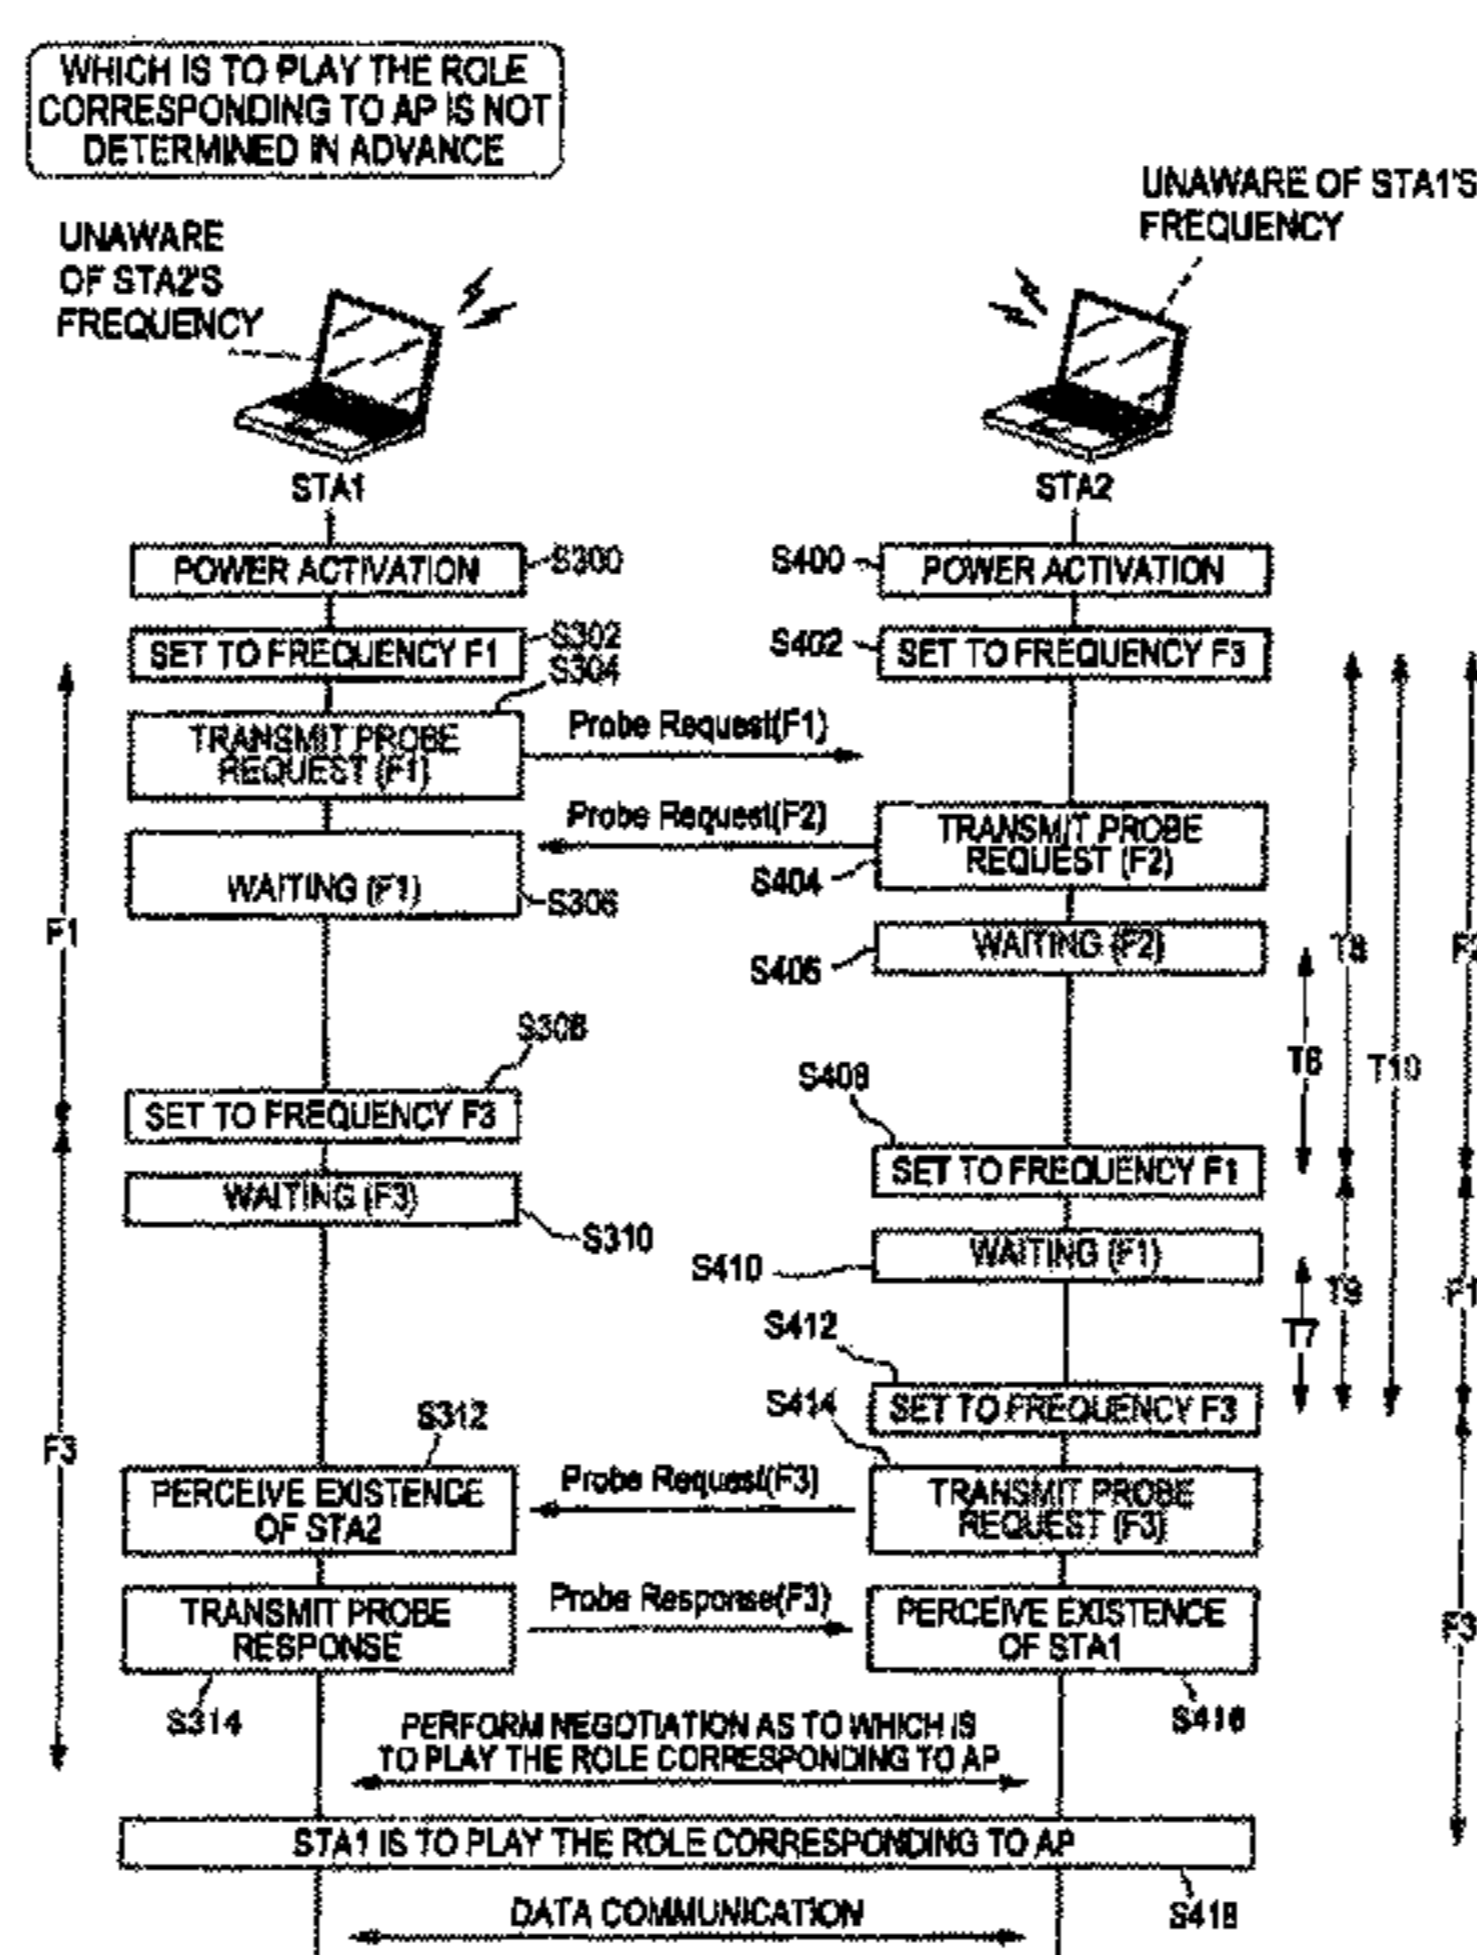 WHICH IS TO PLAY THE ROLE
CORRESPONDING TO AP IS NOT
DETERMINED IN ADVANCE
UNAWARE OF STA1'S
FREQUENCY
UNAWARE
OF STA2'S
FREQUENCY
STA1
STA2
POWER ACTIVATION
S300
S400
POWER ACTIVATION
SET TO FREQUENCY F1
S302
S402
SET TO FREQUENCY F3
S304
TRANSMIT PROBE
REQUEST (F1)
Probe Request(F1)
Probe Request(F2)
TRANSMIT PROBE
REQUEST (F2)
S404
WAITING (F1)
S306
WAITING (F2)
S406
F1
T8
S308
T6
T10
S408
SET TO FREQUENCY F3
SET TO FREQUENCY F1
WAITING (F3)
S310
WAITING (F1)
S410
T9
F1
T7
S412
SET TO FREQUENCY F3
S414
S312
F3
PERCEIVE EXISTENCE
OF STA2
Probe Request(F3)
TRANSMIT PROBE
REQUEST (F3)
TRANSMIT PROBE
RESPONSE
Probe Response(F3)
PERCEIVE EXISTENCE
OF STA1
F3
S314
S416
PERFORM NEGOTIATION AS TO WHICH IS
TO PLAY THE ROLE CORRESPONDING TO AP
STA1 IS TO PLAY THE ROLE CORRESPONDING TO AP
S418
DATA COMMUNICATION